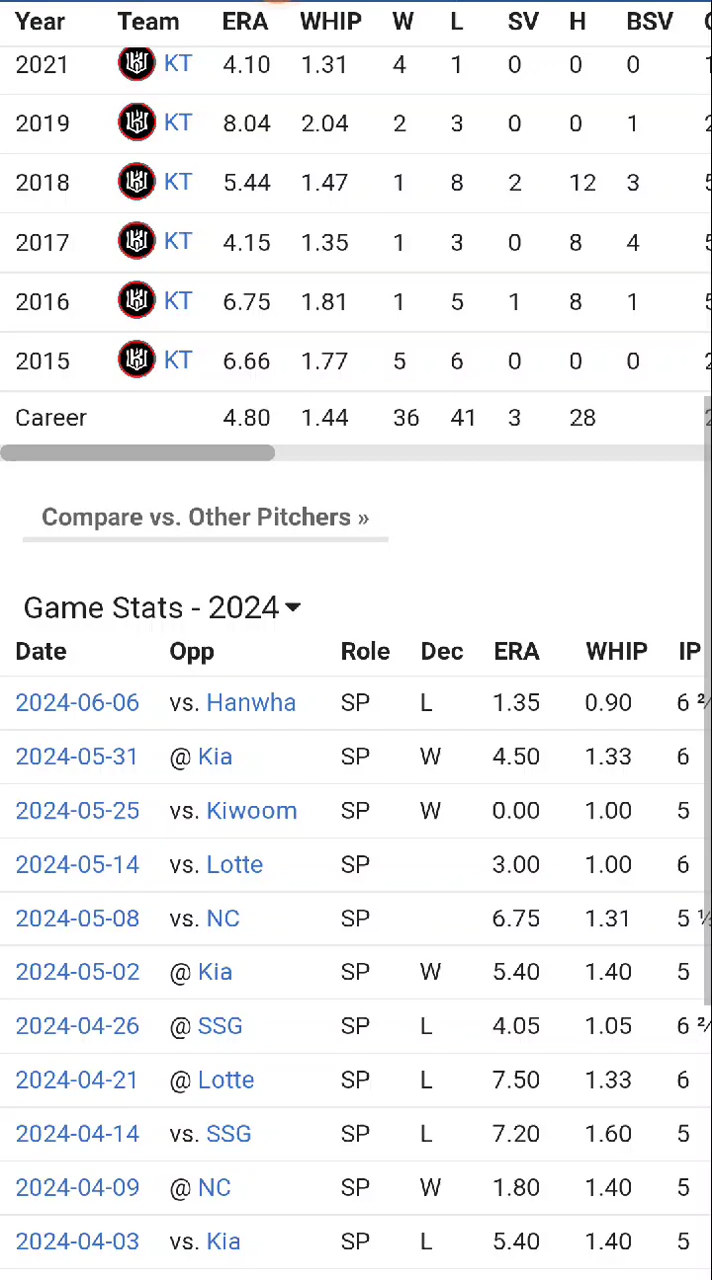 Year Team ERA WHIP W L SV H BSV
2021 KT 4.10 1.31 4 1 0 0 0
2019 KT 8.04 2.04 2 3 0 0 1
2018 KT 5.44 1.47 1 8 2 12 3
2017 KT 4.15 1.35 1 3 0 8 4
2016 KT 6.75 1.81 1 5 1 8 1
2015 KT 6.66 1.77 5 6 0 0 0
Career 4.80 1.44 36 41 3 28
Compare vs. Other Pitchers »
Game Stats - 2024
Date Opp Role Dec ERA WHIP IP
2024-06-06 vs. Hanwha SP L 1.35 0.90 6
2024-05-31 @ Kia SP W 4.50 1.33 6
2024-05-25 vs. Kiwoom SP W 0.00 1.00 5
2024-05-14 vs. Lotte SP 3.00 1.00 6
2024-05-08 vs. NC SP 6.75 1.31 5
2024-05-02 @ Kia SP W 5.40 1.40 5
2024-04-26 @ SSG SP L 4.05 1.05 6
2024-04-21 @ Lotte SP L 7.50 1.33 6
2024-04-14 vs. SSG SP L 7.20 1.60 5
2024-04-09 @ NC SP W 1.80 1.40 5
2024-04-03 vs. Kia SP L 5.40 1.40 5